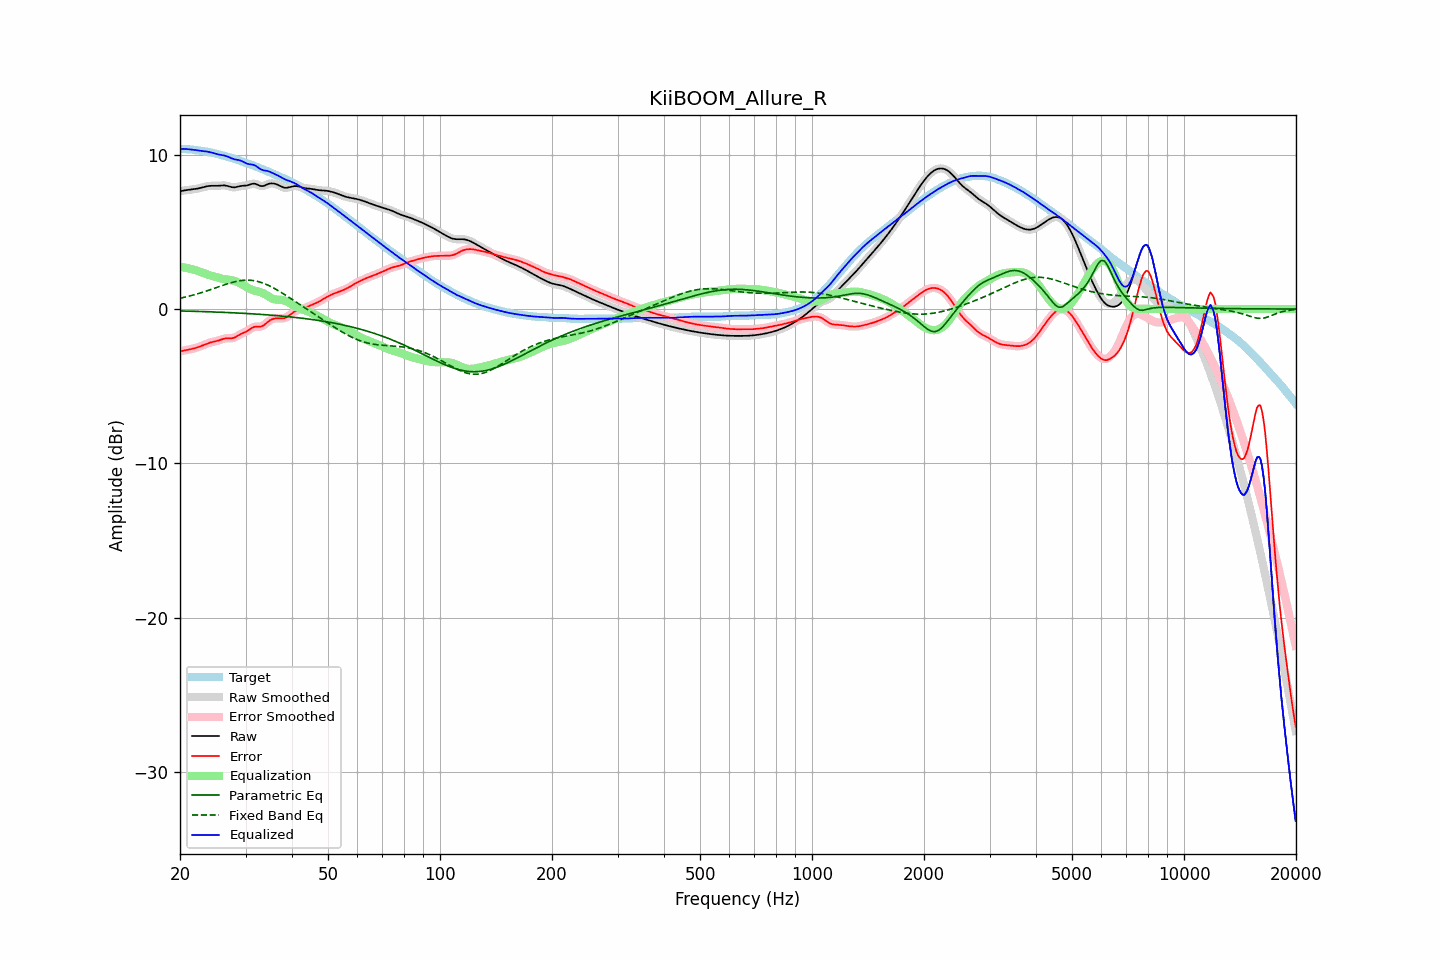 KiiBOOM_Allure_R
Amplitude (dBr)
10
0
−10
−20
−30
Target
Raw Smoothed
Error Smoothed
Raw
Error
Equalization
Parametric Eq
Fixed Band Eq
Equalized
20 50 100 200 500 1000 2000 5000 10000 20000
Frequency (Hz)